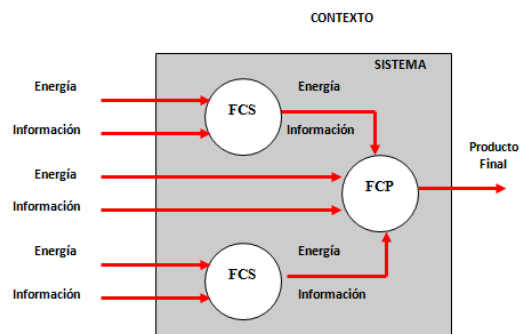 CONTEXTO
SISTEMA
Energía
Información
FCS
Energía
Información
Energía
Información
FCP
Producto
Final
Energía
Información
FCS
Energía
Información